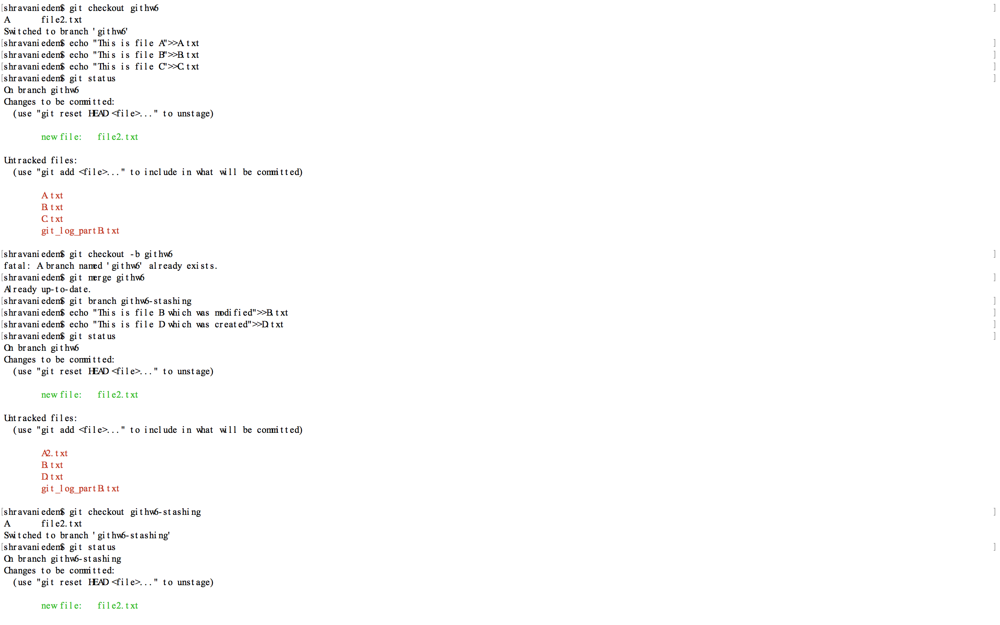 [shravaniedem$ git checkout githw6 ]
A       file2.txt
Switched to branch 'githw6'
[shravaniedem$ echo "This is file A">>A.txt ]
[shravaniedem$ echo "This is file B">>B.txt ]
[shravaniedem$ echo "This is file C">>C.txt ]
[shravaniedem$ git status ]
On branch githw6
Changes to be committed:
  (use "git reset HEAD <file>..." to unstage)
        new file:   file2.txt
Untracked files:
  (use "git add <file>..." to include in what will be committed)
        A.txt
        B.txt
        C.txt
        git_log_partB.txt
[shravaniedem$ git checkout -b githw6 ]
fatal: A branch named 'githw6' already exists.
[shravaniedem$ git merge githw6 ]
Already up-to-date.
[shravaniedem$ git branch githw6-stashing ]
[shravaniedem$ echo "This is file B which was modified">>B.txt ]
[shravaniedem$ echo "This is file D which was created">>D.txt ]
[shravaniedem$ git status ]
On branch githw6
Changes to be committed:
  (use "git reset HEAD <file>..." to unstage)
        new file:   file2.txt
Untracked files:
  (use "git add <file>..." to include in what will be committed)
        A2.txt
        B.txt
        D.txt
        git_log_partB.txt
[shravaniedem$ git checkout githw6-stashing ]
A       file2.txt
Switched to branch 'githw6-stashing'
[shravaniedem$ git status ]
On branch githw6-stashing
Changes to be committed:
  (use "git reset HEAD <file>..." to unstage)
        new file:   file2.txt